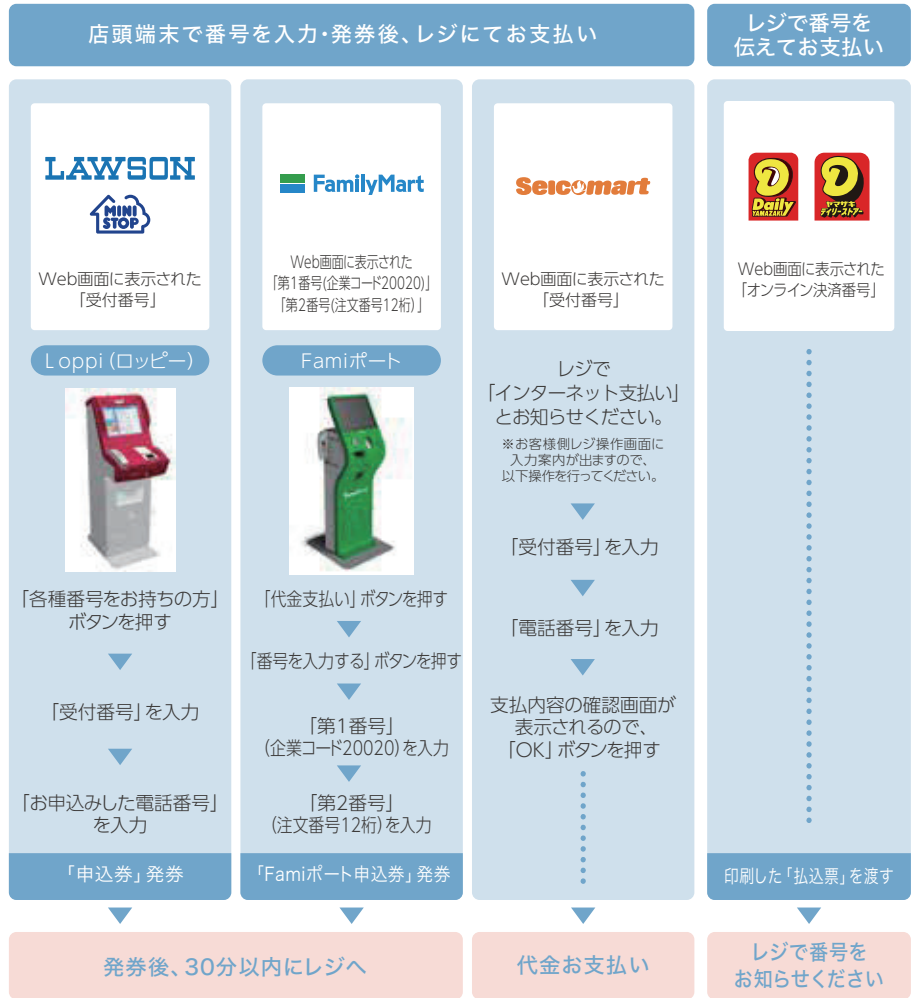 店頭端末で番号を入力・発券後、レジにてお支払い
レジで番号を
伝えてお支払い
LAWSON
MINI
STOP
Web画面に表示された
「受付番号」
Loppi(ロッピー)
「各種番号をお持ちの方」
ボタンを押す
「受付番号」を入力
「お申込みした電話番号」
を入力
「申込券」発券
FamilyMart
Web画面に表示された
「第1番号(企業コード20020)」
「第2番号(注文番号12桁)」
Famiポート
「代金支払い」ボタンを押す
「番号を入力する」ボタンを押す
「第1番号」
(企業コード20020)を入力
「第2番号」
(注文番号12桁)を入力
「Famiポート申込券」発券
発券後、30分以内にレジへ
Seicomart
Web画面に表示された
「受付番号」
レジで
「インターネット支払い」
とお知らせください。
※お客様側レジ操作画面に
入力案内が出ますので、
以下操作を行ってください。
「受付番号」を入力
「電話番号」を入力
支払内容の確認画面が
表示されるので、
「OK」ボタンを押す
代金お支払い
Daily
YAMAZAKI
ヤマザキ
デイリーストアー
Web画面に表示された
「オンライン決済番号」
印刷した「払込票」を渡す
レジで番号を
お知らせください